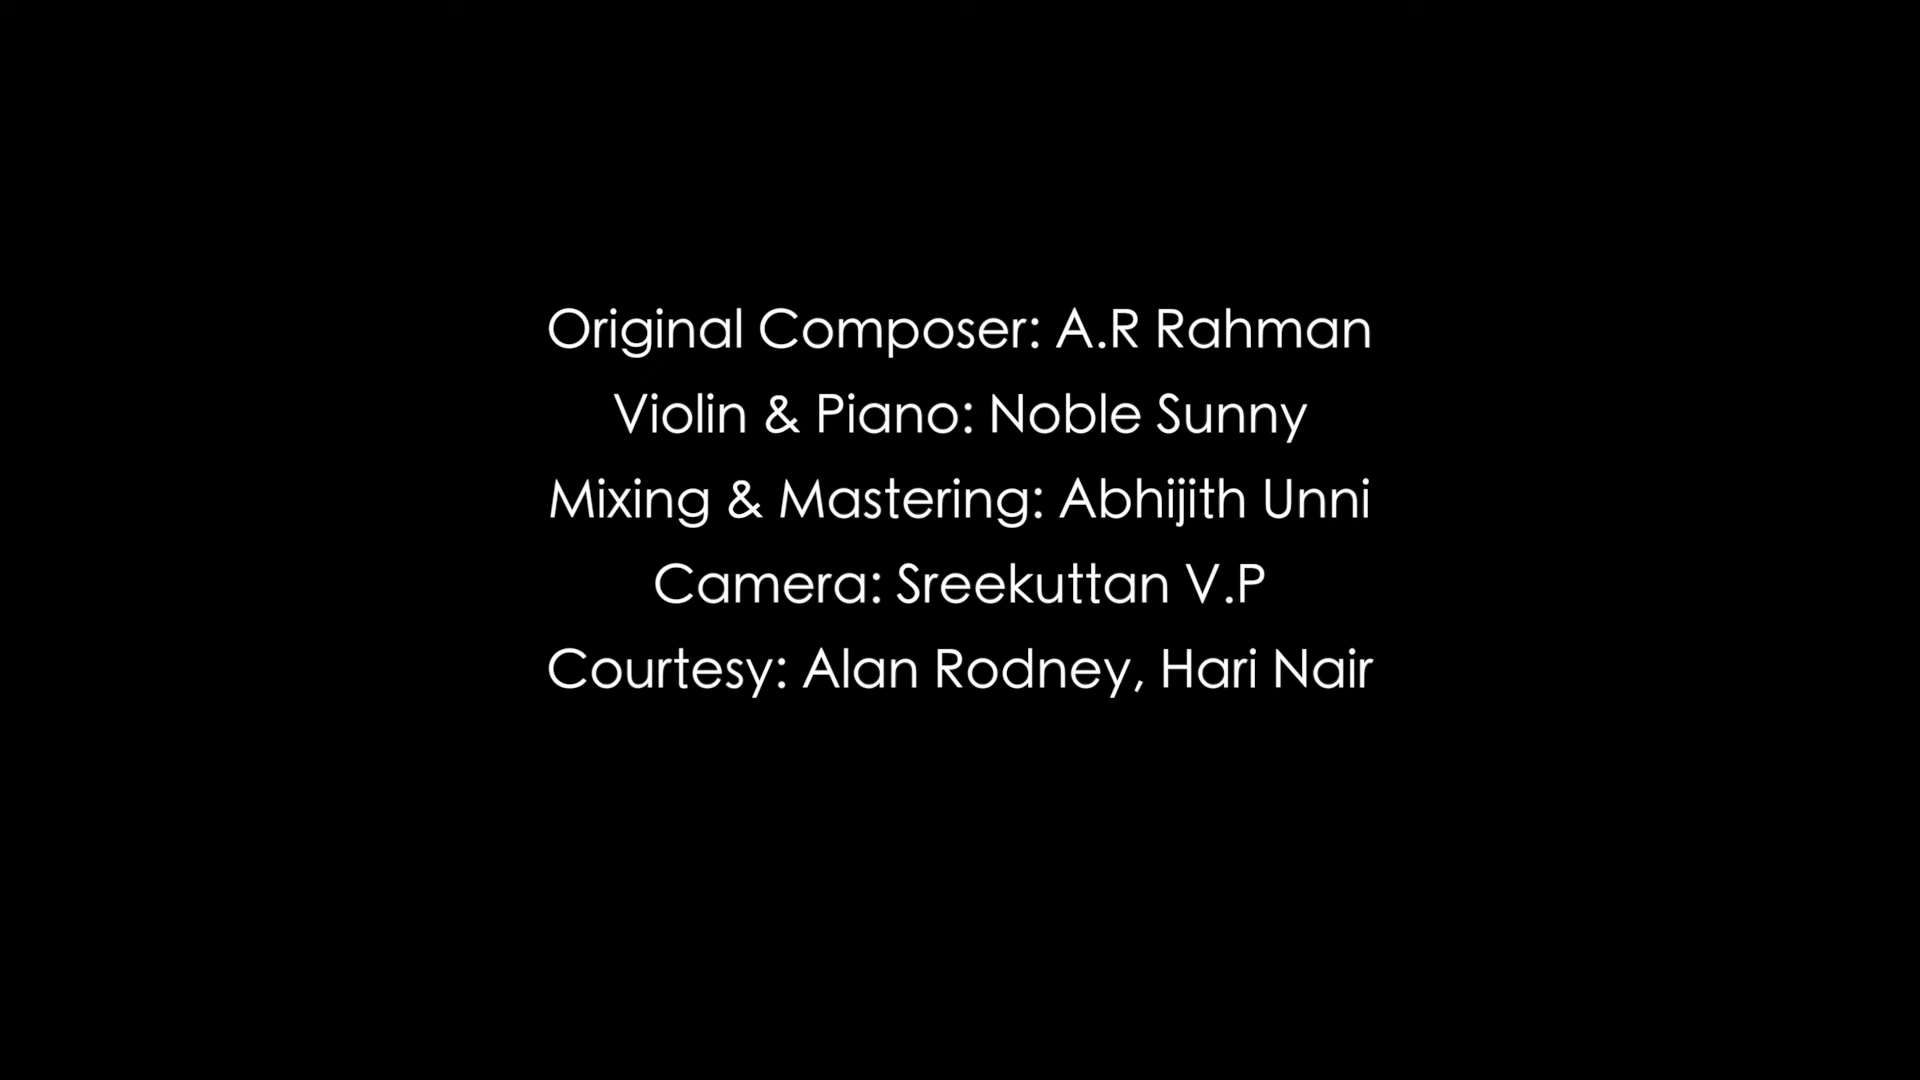 Original Composer: A.R Rahman
Violin & Piano: Noble Sunny
Mixing & Mastering: Abhijith Unni
Camera: Sreekuttan V.P
Courtesy: Alan Rodney, Hari Nair